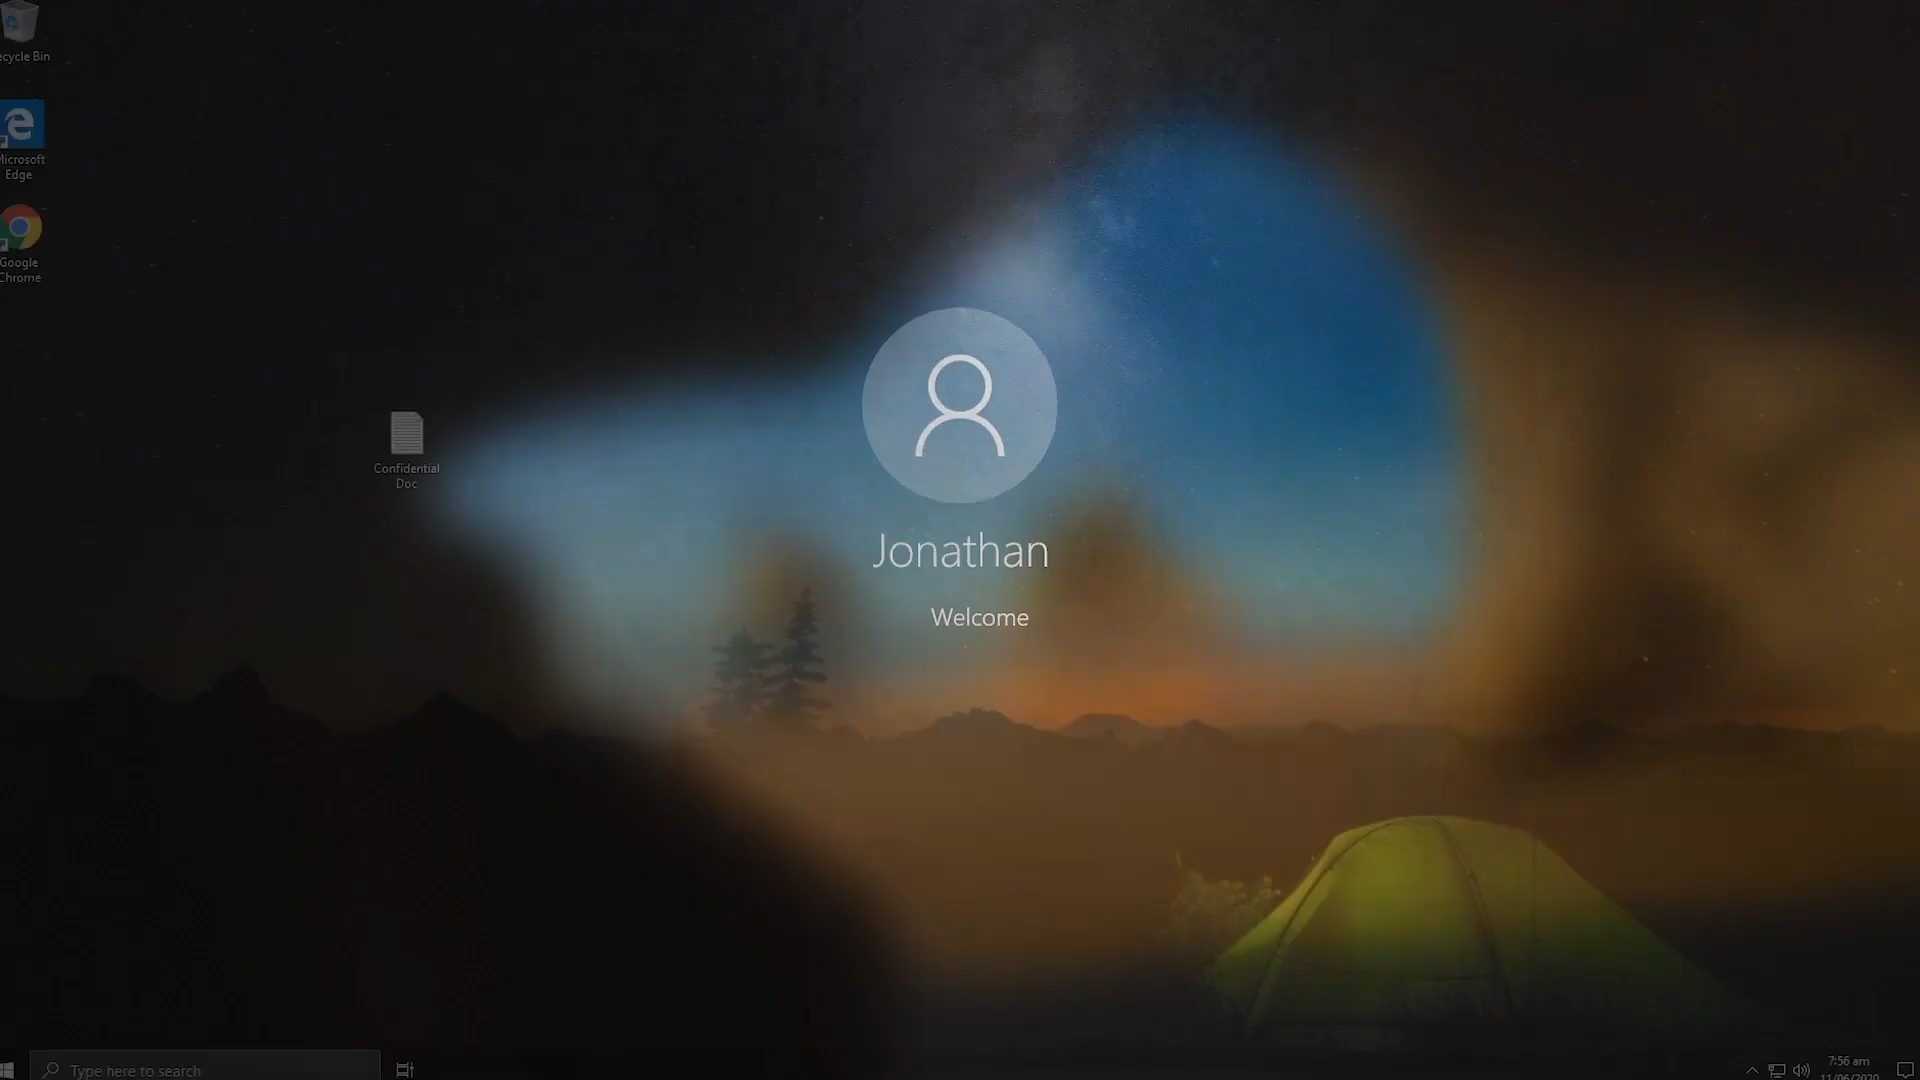 ecycle Bin
Microsoft
Edge
Google
Chrome
Confidential
Doc
Jonathan
Welcome
Type here to search
7:56 am
11/06/2020